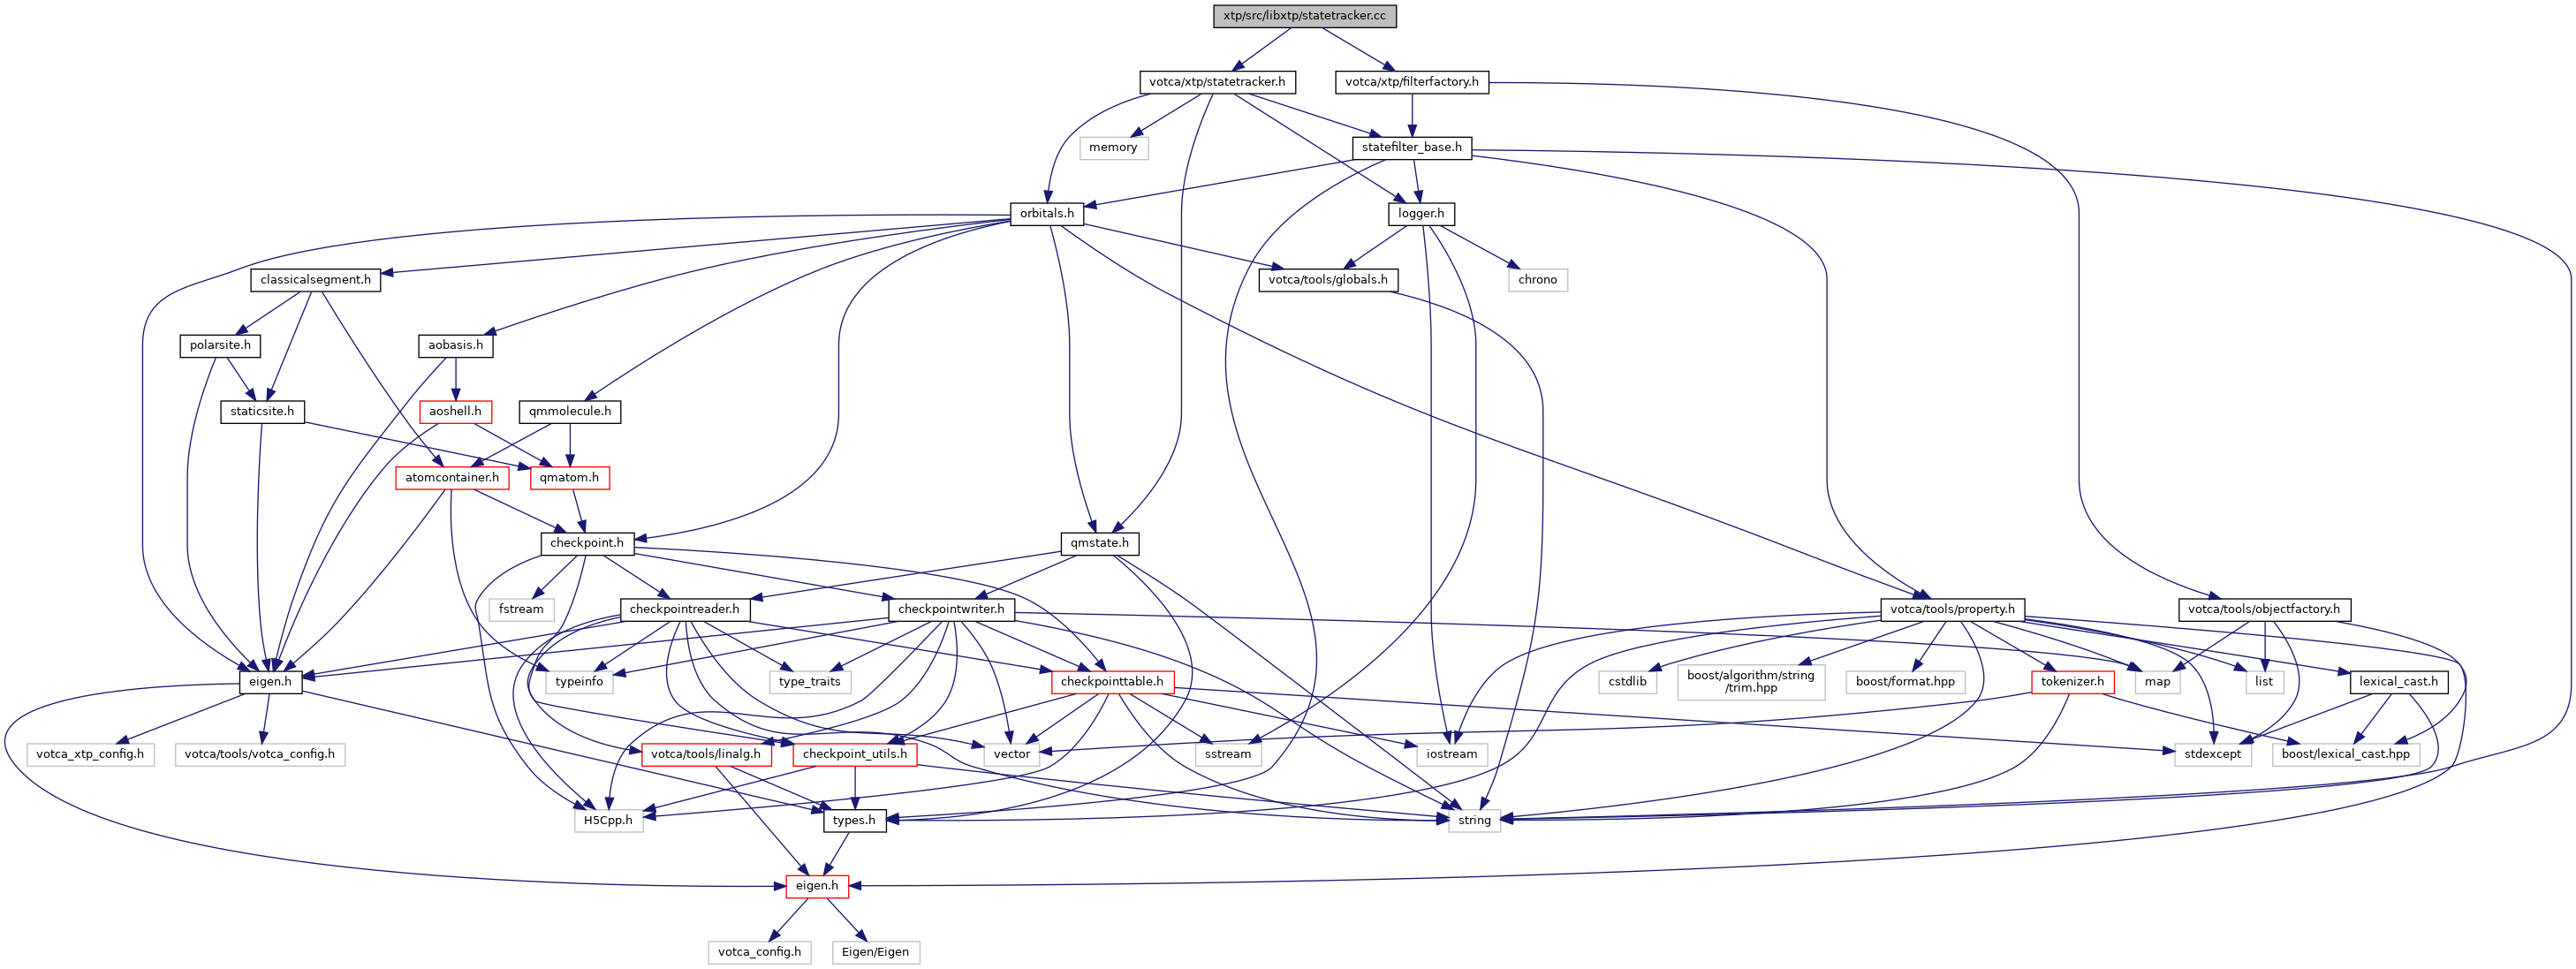 xtp/src/libxtp/statetracker.cc
votca/xtp/statetracker.h
votca/xtp/filterfactory.h
memory
statefilter_base.h
orbitals.h
logger.h
classicalsegment.h
votca/tools/globals.h
chrono
polarsite.h
aobasis.h
staticsite.h
aoshell.h
qmmolecule.h
atomcontainer.h
qmatom.h
checkpoint.h
qmstate.h
fstream
checkpointreader.h
checkpointwriter.h
votca/tools/property.h
votca/tools/objectfactory.h
eigen.h
typeinfo
type_traits
checkpointtable.h
cstdlib
boost/algorithm/string
/trim.hpp
boost/format.hpp
tokenizer.h
map
list
lexical_cast.h
votca_xtp_config.h
votca/tools/votca_config.h
votca/tools/linalg.h
checkpoint_utils.h
vector
sstream
iostream
stdexcept
boost/lexical_cast.hpp
H5Cpp.h
types.h
string
eigen.h
votca_config.h
Eigen/Eigen